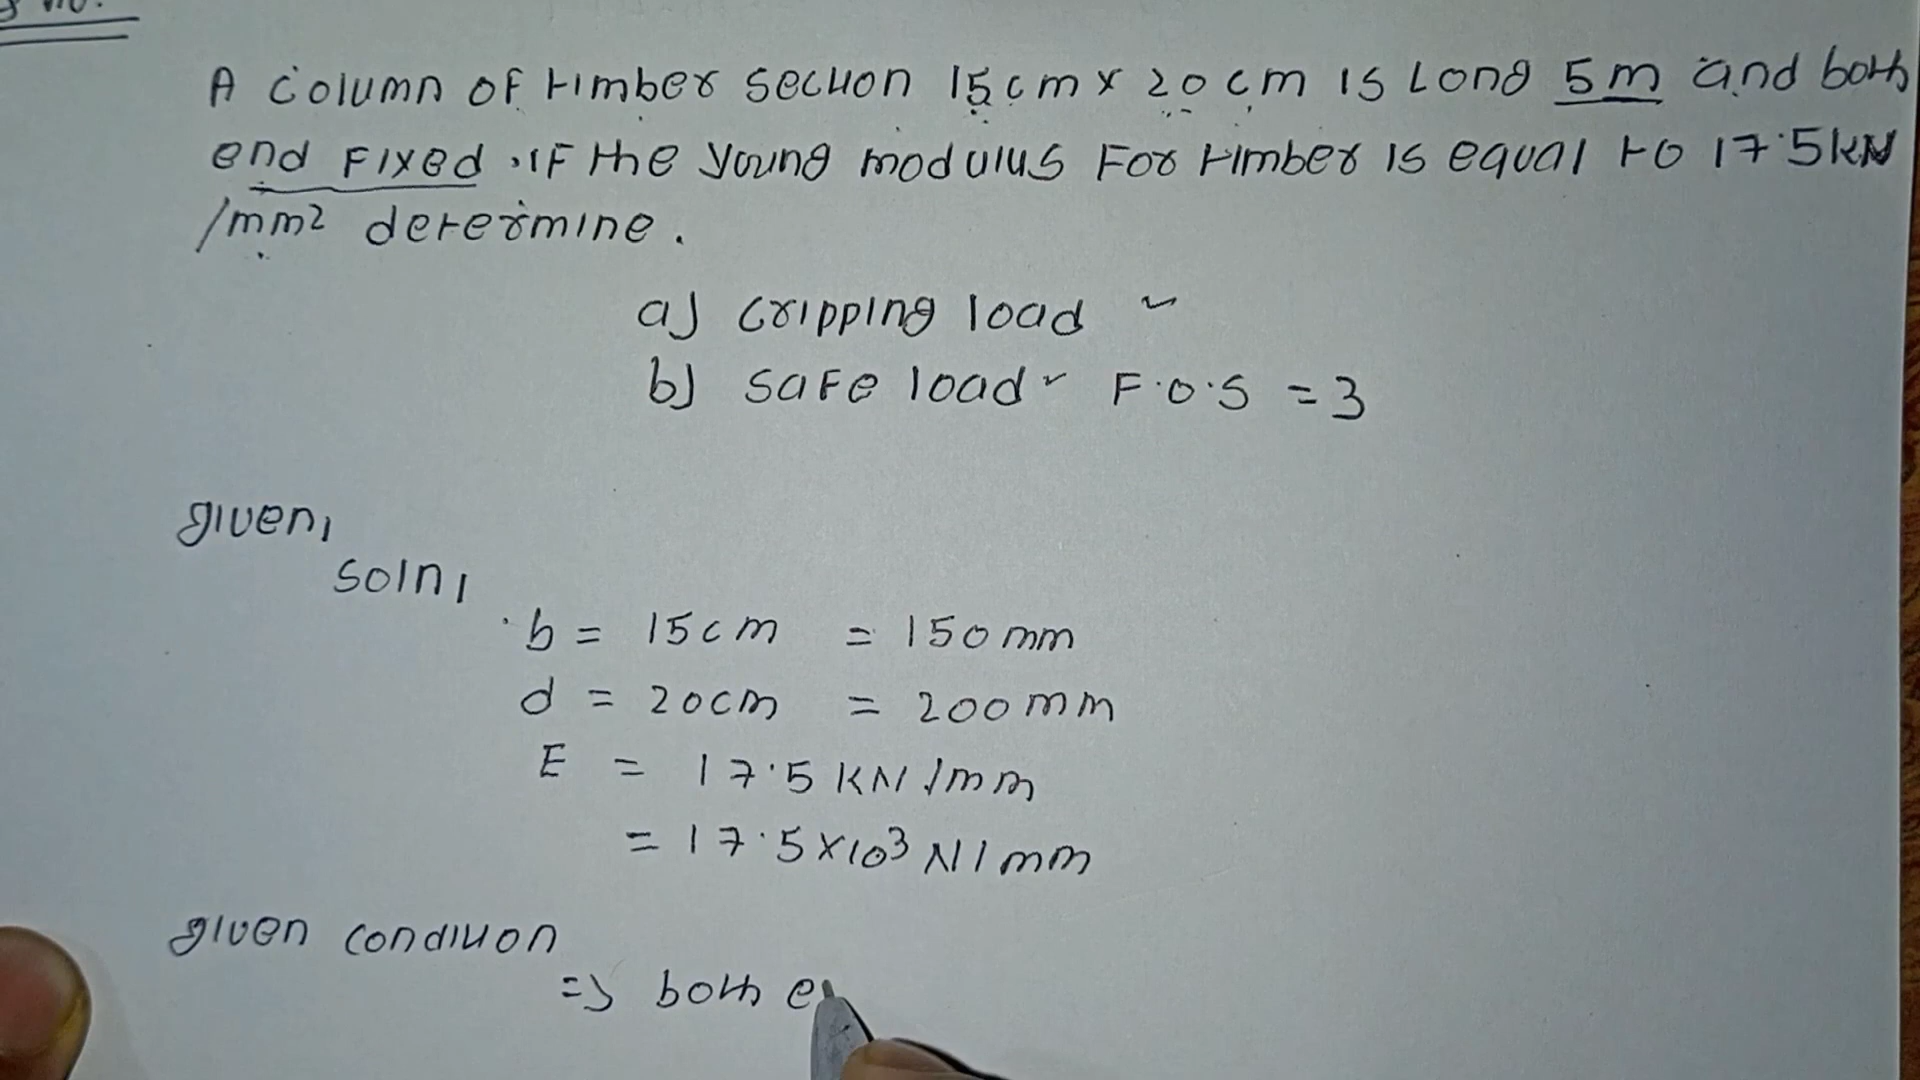 A column of timber section 15cm x 20cm is Long 5m and both
end Fixed. IF the young modulus For timber is equal to 17.5kN
/mm2 determine.
a) cripping load
b) safe load F.O.S = 3
given,
soln,
b = 15cm = 150mm
d = 20cm = 200mm
E = 17.5KN/mm
= 17.5x10³ N/mm
given condition
=> both e